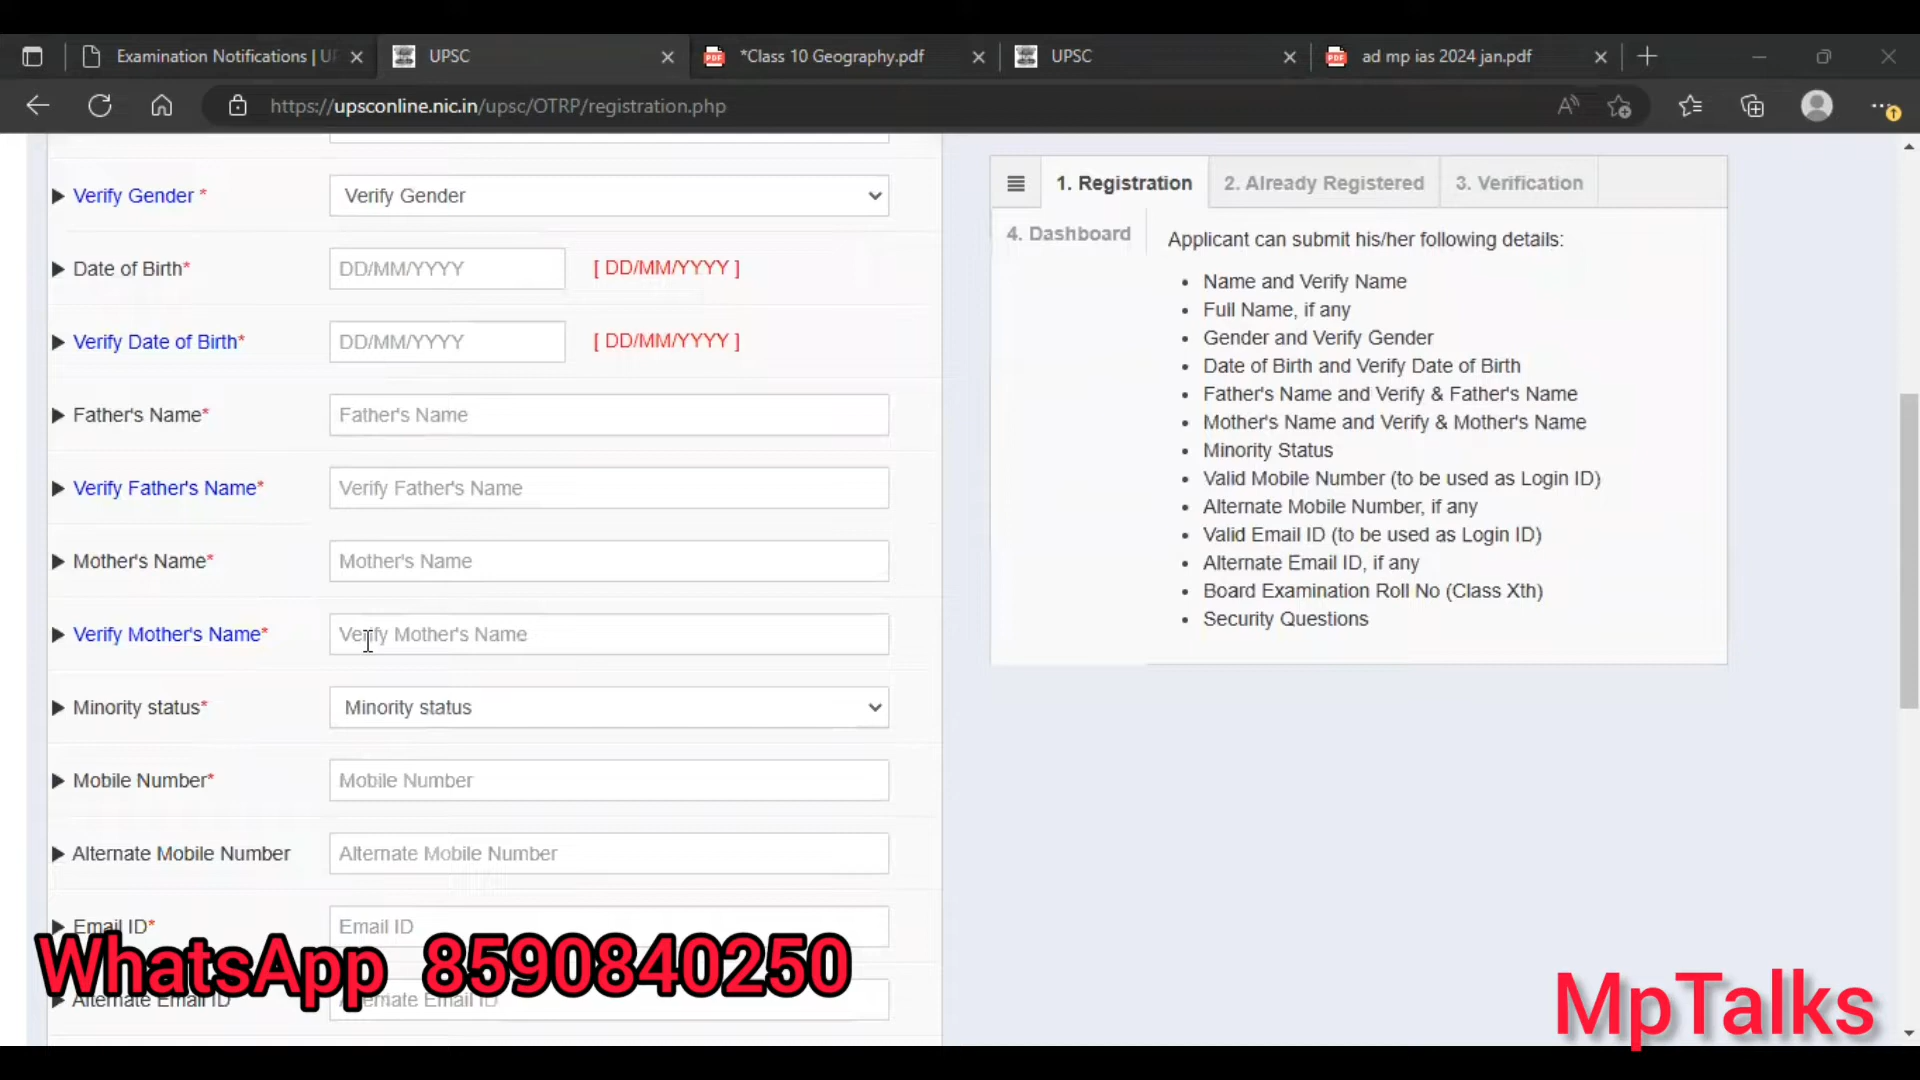 Examination Notifications | U
UPSC
*Class 10 Geography.pdf
UPSC
ad mp ias 2024 jan.pdf
https://upsconline.nic.in/upsc/OTRP/registration.php
Verify Gender *
Verify Gender
Date of Birth*
DD/MM/YYYY
[ DD/MM/YYYY ]
Verify Date of Birth*
DD/MM/YYYY
[ DD/MM/YYYY ]
Father's Name*
Father's Name
Verify Father's Name*
Verify Father's Name
Mother's Name*
Mother's Name
Verify Mother's Name*
Verify Mother's Name
Minority status*
Minority status
Mobile Number*
Mobile Number
Alternate Mobile Number
Alternate Mobile Number
Email ID*
Email ID
Alternate Email ID
Alternate Email ID
1. Registration
2. Already Registered
3. Verification
4. Dashboard
Applicant can submit his/her following details:
• Name and Verify Name
• Full Name, if any
• Gender and Verify Gender
• Date of Birth and Verify Date of Birth
• Father's Name and Verify & Father's Name
• Mother's Name and Verify & Mother's Name
• Minority Status
• Valid Mobile Number (to be used as Login ID)
• Alternate Mobile Number, if any
• Valid Email ID (to be used as Login ID)
• Alternate Email ID, if any
• Board Examination Roll No (Class Xth)
• Security Questions
WhatsApp 8590840250
MpTalks